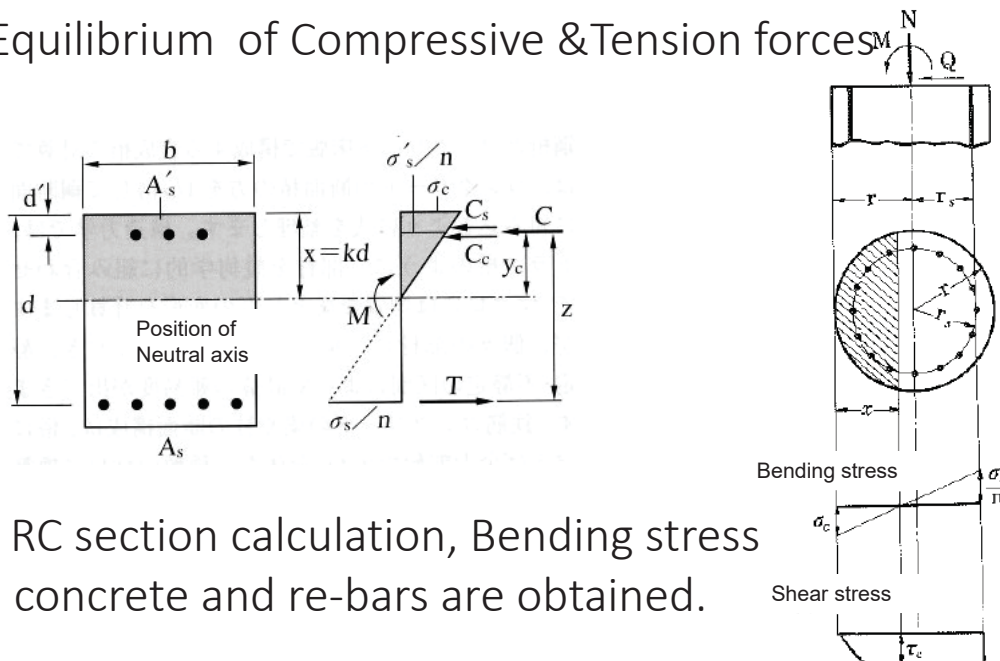 Equilibrium of Compressive &Tension forces
N
M
Q
b
A's
d'
d
x=kd
Position of
Neutral axis
As
σ's/n
σc
Cs
C
Cc
yc
M
z
T
σs/n
r
rs
r
rs
x
Bending stress
σc
n
Shear stress
τc
RC section calculation, Bending stress
concrete and re-bars are obtained.